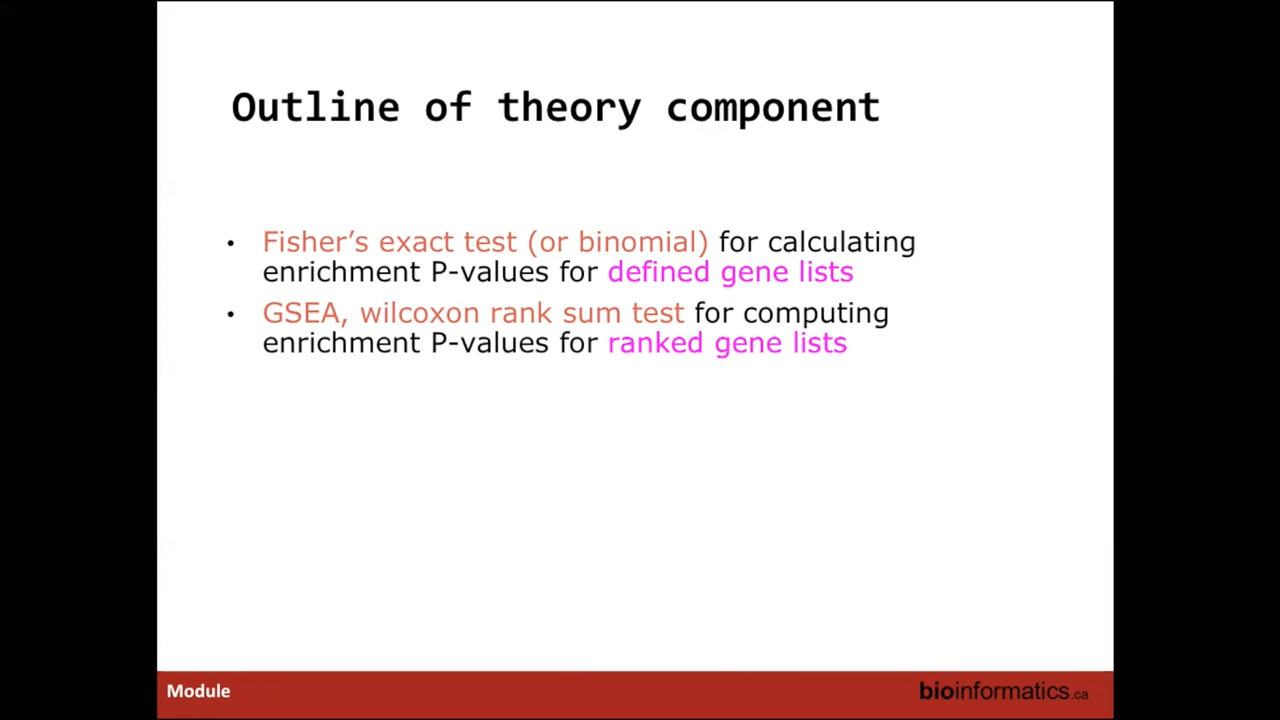 Outline of theory component
• Fisher’s exact test (or binomial) for calculating
enrichment P-values for defined gene lists
• GSEA, wilcoxon rank sum test for computing
enrichment P-values for ranked gene lists
Module
bioinformatics.ca